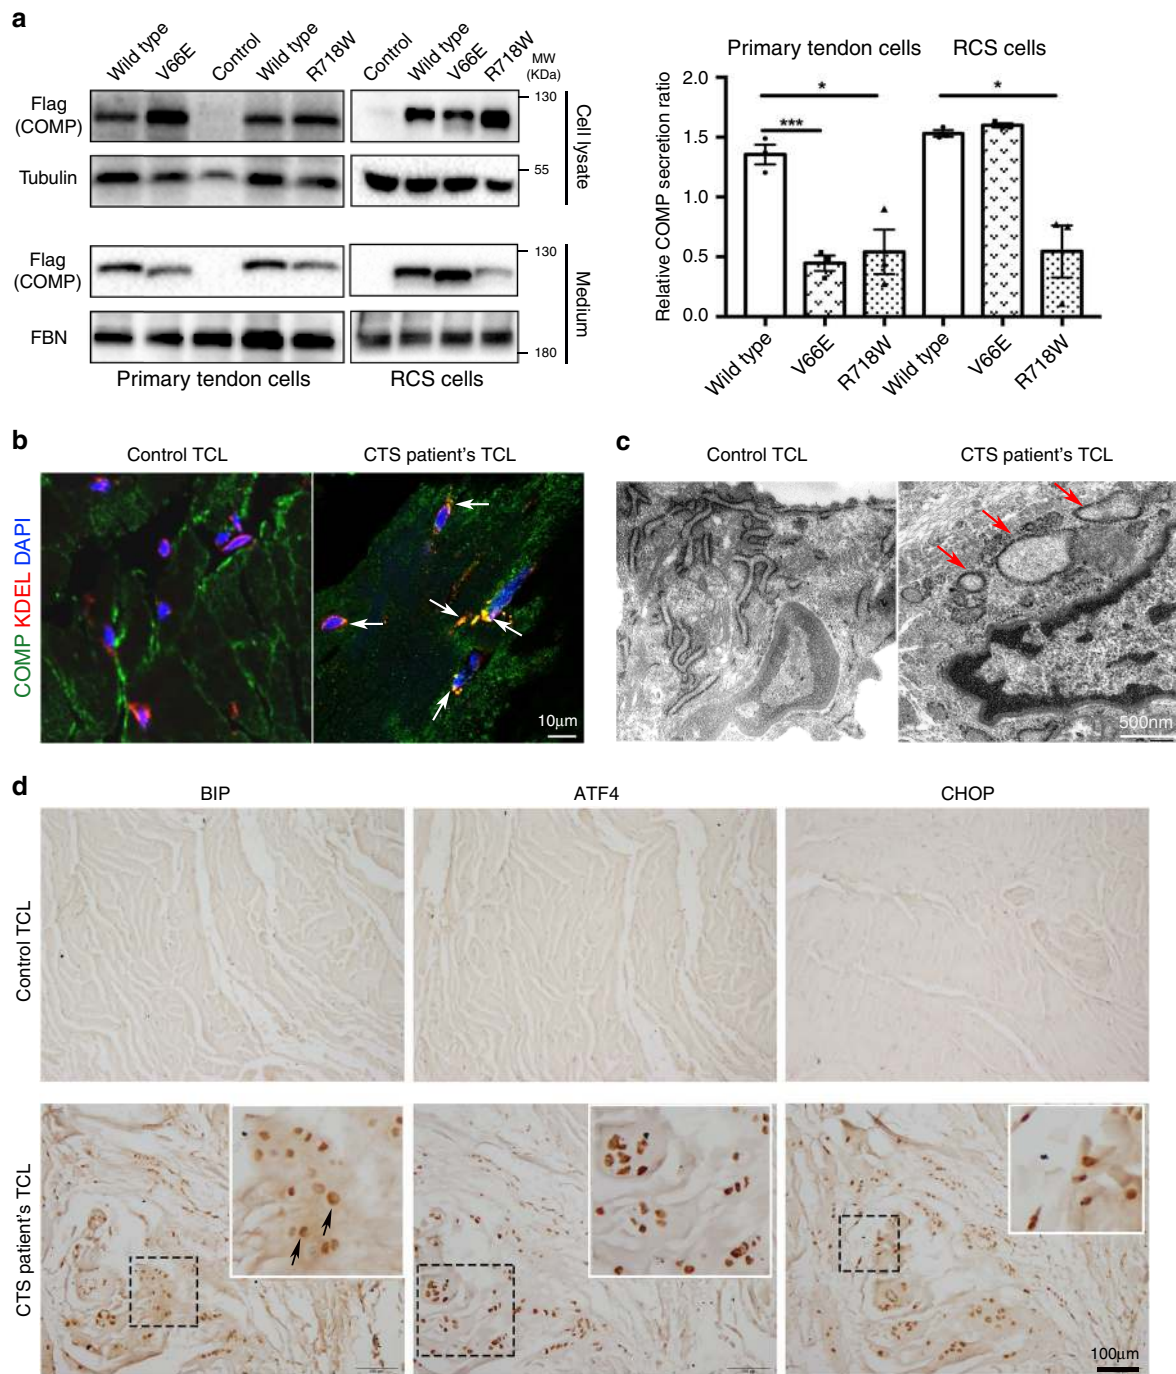 a
Wild type
V66E
Control
Wild type
R718W
Control
Wild type
V66E
R718W
MW
(KDa)
Flag
(COMP)
130
Tubulin
55
Cell lysate
Flag
(COMP)
130
FBN
180
Medium
Primary tendon cells
RCS cells
Primary tendon cells
RCS cells
Relative COMP secretion ratio
2.0
1.5
1.0
0.5
0.0
*
***
*
Wild type
V66E
R718W
Wild type
V66E
R718W
b
Control TCL
CTS patient's TCL
COMP KDEL DAPI
10μm
c
Control TCL
CTS patient's TCL
500nm
d
BIP
ATF4
CHOP
Control TCL
CTS patient's TCL
100μm